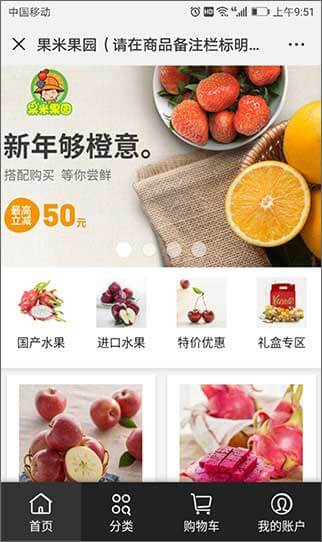 中国移动
HD
上午9:51
果米果园（请在商品备注栏标明...
果米果园
新年够橙意。
搭配购买 等你尝鲜
最高立减 50元
国产水果
进口水果
特价优惠
礼盒专区
首页
分类
购物车
我的账户